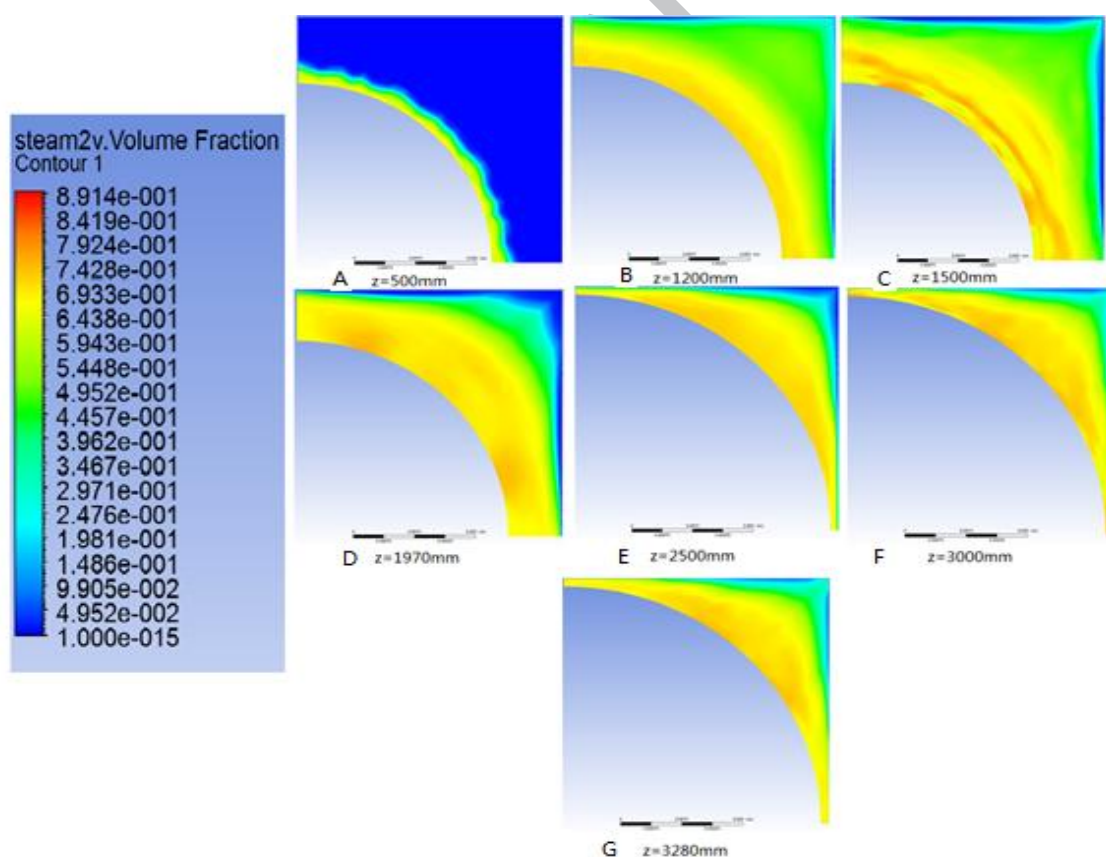 steam2v.Volume Fraction
Contour 1
8.914e-001
8.419e-001
7.924e-001
7.428e-001
6.933e-001
6.438e-001
5.943e-001
5.448e-001
4.952e-001
4.457e-001
3.962e-001
3.467e-001
2.971e-001
2.476e-001
1.981e-001
1.486e-001
9.905e-002
4.952e-002
1.000e-015
A z=500mm
B z=1200mm
C z=1500mm
D z=1970mm
E z=2500mm
F z=3000mm
G z=3280mm